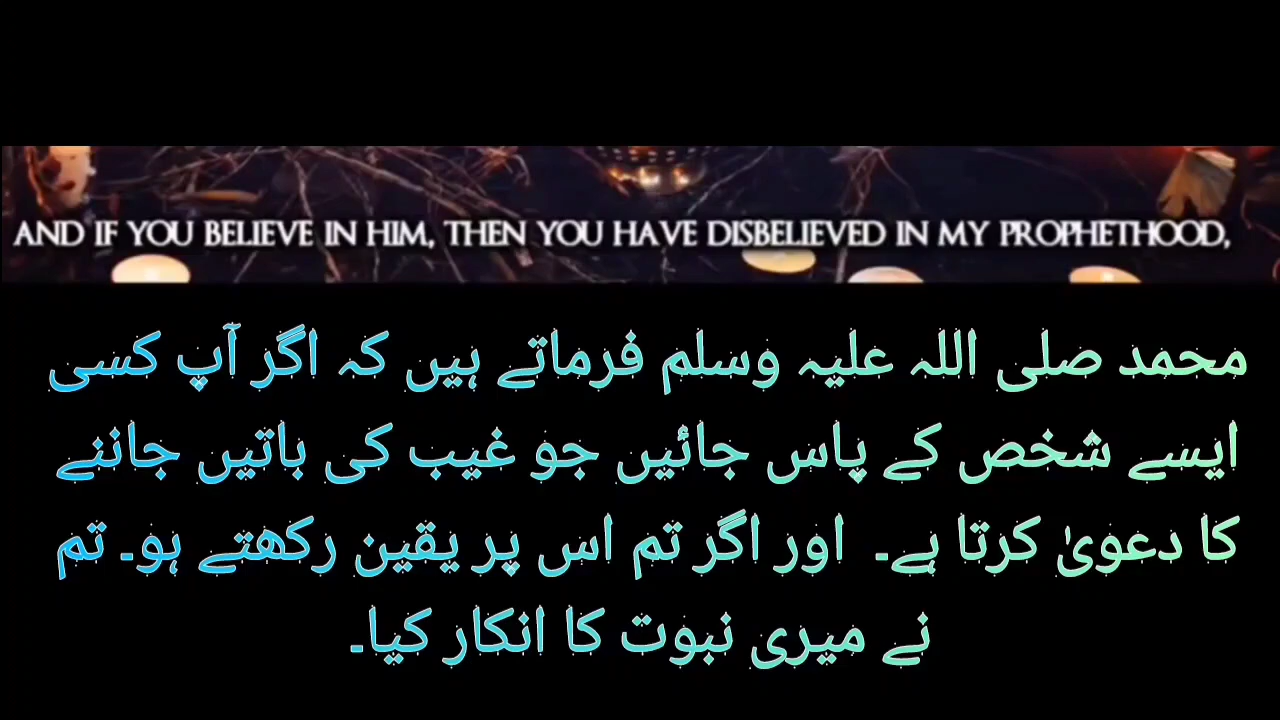 AND IF YOU BELIEVE IN HIM, THEN YOU HAVE DISBELIEVED IN MY PROPHETHOOD,
محمد صلی اللہ علیہ وسلم فرماتے ہیں کہ اگر آپ کسی
ایسے شخص کے پاس جائیں جو غیب کی باتیں جاننے
کا دعویٰ کرتا ہے۔ اور اگر تم اس پر یقین رکھتے ہو۔ تم
نے میری نبوت کا انکار کیا۔